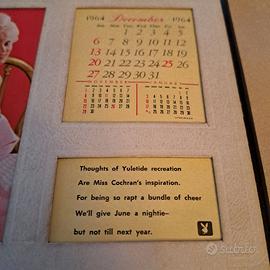 1964 December 1964
1 2 3 4 5
6 7 8 9 10 11 12
13 14 15 16 17 18 19
20 21 22 23 24 25 26
27 28 29 30 31
NOVEMBER JANUARY
Thoughts of Yuletide recreation
Are Miss Cochran's inspiration.
For being so rapt a bundle of cheer
We'll give June a nightie–
but not till next year.
subito